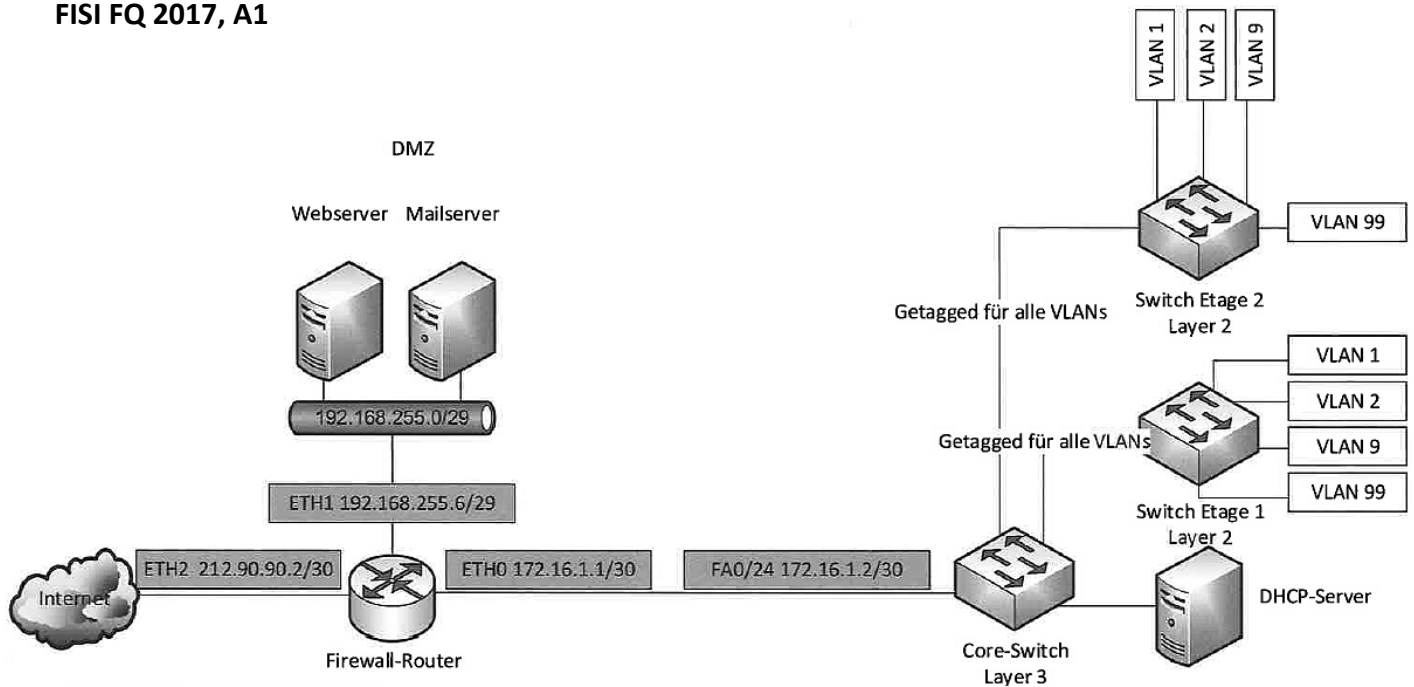 FISI FQ 2017, A1
VLAN 1
VLAN 2
VLAN 9
DMZ
Webserver Mailserver
VLAN 99
Switch Etage 2
Layer 2
Getagged für alle VLANs
VLAN 1
VLAN 2
192.168.255.0/29
Getagged für alle VLANs
VLAN 9
VLAN 99
ETH1 192.168.255.6/29
Switch Etage 1
Layer 2
Internet
ETH2 212.90.90.2/30
ETH0 172.16.1.1/30
FA0/24 172.16.1.2/30
DHCP-Server
Firewall-Router
Core-Switch
Layer 3